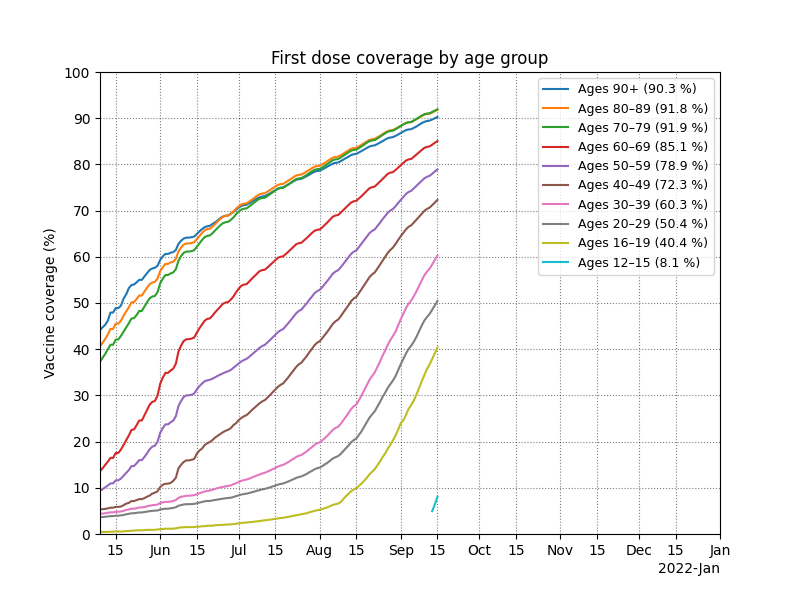 First dose coverage by age group
Vaccine coverage (%)
100
90
80
70
60
50
40
30
20
10
0
Ages 90+ (90.3 %)
Ages 80–89 (91.8 %)
Ages 70–79 (91.9 %)
Ages 60–69 (85.1 %)
Ages 50–59 (78.9 %)
Ages 40–49 (72.3 %)
Ages 30–39 (60.3 %)
Ages 20–29 (50.4 %)
Ages 16–19 (40.4 %)
Ages 12–15 (8.1 %)
15 Jun 15 Jul 15 Aug 15 Sep 15 Oct 15 Nov 15 Dec 15 Jan
2022-Jan